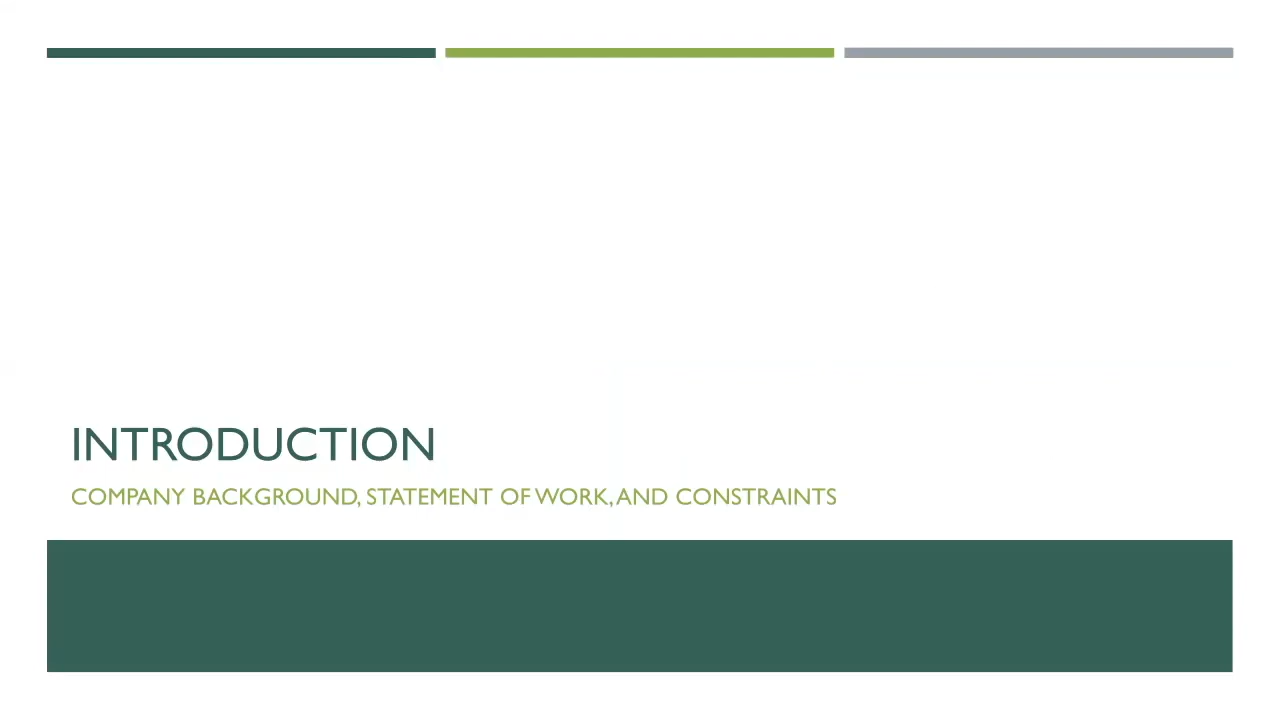 INTRODUCTION
COMPANY BACKGROUND, STATEMENT OF WORK, AND CONSTRAINTS